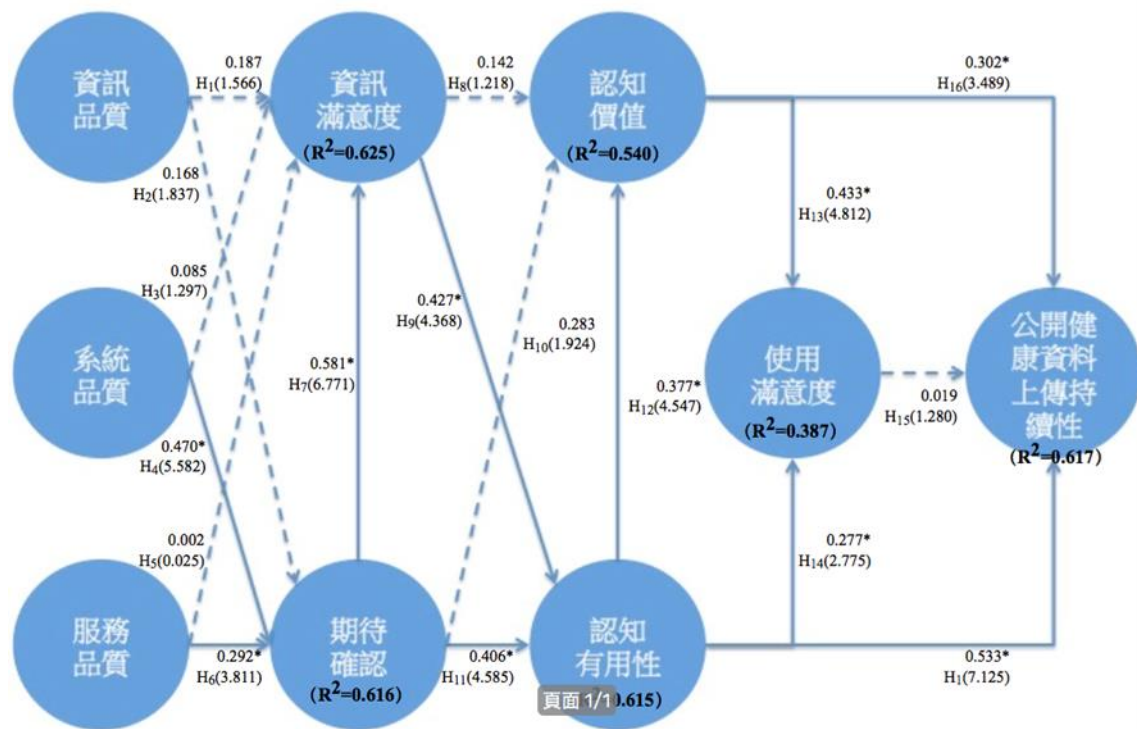 資訊
品質
0.187
H1(1.566)
資訊
滿意度
(R2=0.625)
0.142
H8(1.218)
認知
價值
(R2=0.540)
0.302*
H16(3.489)
0.168
H2(1.837)
0.433*
H13(4.812)
0.085
H3(1.297)
系統
品質
0.427*
H9(4.368)
0.283
H10(1.924)
0.581*
H7(6.771)
0.377*
H12(4.547)
使用
滿意度
(R2=0.387)
0.019
H15(1.280)
公開健
康資料
上傳持
續性
(R2=0.617)
0.470*
H4(5.582)
0.002
H5(0.025)
0.277*
H14(2.775)
服務
品質
0.292*
H6(3.811)
期待
確認
(R2=0.616)
0.406*
H11(4.585)
認知
有用性
頁面 1/1
0.615)
0.533*
H1(7.125)